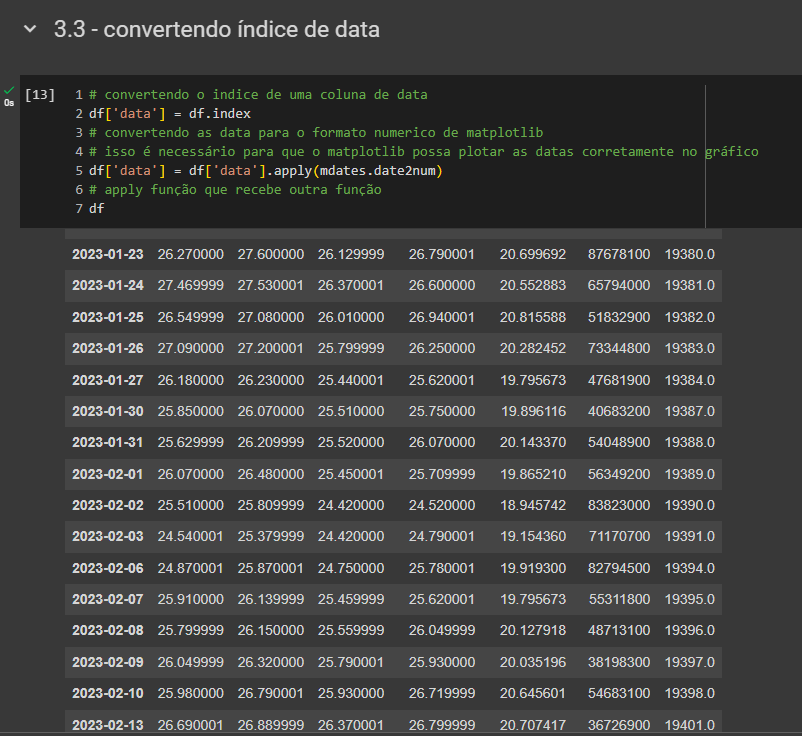 3.3 - convertendo índice de data
[13]
0s
1 # convertendo o indice de uma coluna de data
2 df['data'] = df.index
3 # convertendo as data para o formato numerico de matplotlib
4 # isso é necessário para que o matplotlib possa plotar as datas corretamente no gráfico
5 df['data'] = df['data'].apply(mdates.date2num)
6 # apply função que recebe outra função
7 df
2023-01-23 26.270000 27.600000 26.129999 26.790001 20.699692 87678100 19380.0
2023-01-24 27.469999 27.530001 26.370001 26.600000 20.552883 65794000 19381.0
2023-01-25 26.549999 27.080000 26.010000 26.940001 20.815588 51832900 19382.0
2023-01-26 27.090000 27.200001 25.799999 26.250000 20.282452 73344800 19383.0
2023-01-27 26.180000 26.230000 25.440001 25.620001 19.795673 47681900 19384.0
2023-01-30 25.850000 26.070000 25.510000 25.750000 19.896116 40683200 19387.0
2023-01-31 25.629999 26.209999 25.520000 26.070000 20.143370 54048900 19388.0
2023-02-01 26.070000 26.480000 25.450001 25.709999 19.865210 56349200 19389.0
2023-02-02 25.510000 25.809999 24.420000 24.520000 18.945742 83823000 19390.0
2023-02-03 24.540001 25.379999 24.420000 24.790001 19.154360 71170700 19391.0
2023-02-06 24.870001 25.870001 24.750000 25.780001 19.919300 82794500 19394.0
2023-02-07 25.910000 26.139999 25.459999 25.620001 19.795673 55311800 19395.0
2023-02-08 25.799999 26.150000 25.559999 26.049999 20.127918 48713100 19396.0
2023-02-09 26.049999 26.320000 25.790001 25.930000 20.035196 38198300 19397.0
2023-02-10 25.980000 26.790001 25.930000 26.719999 20.645601 54683100 19398.0
2023-02-13 26.690001 26.889999 26.370001 26.799999 20.707417 36726900 19401.0